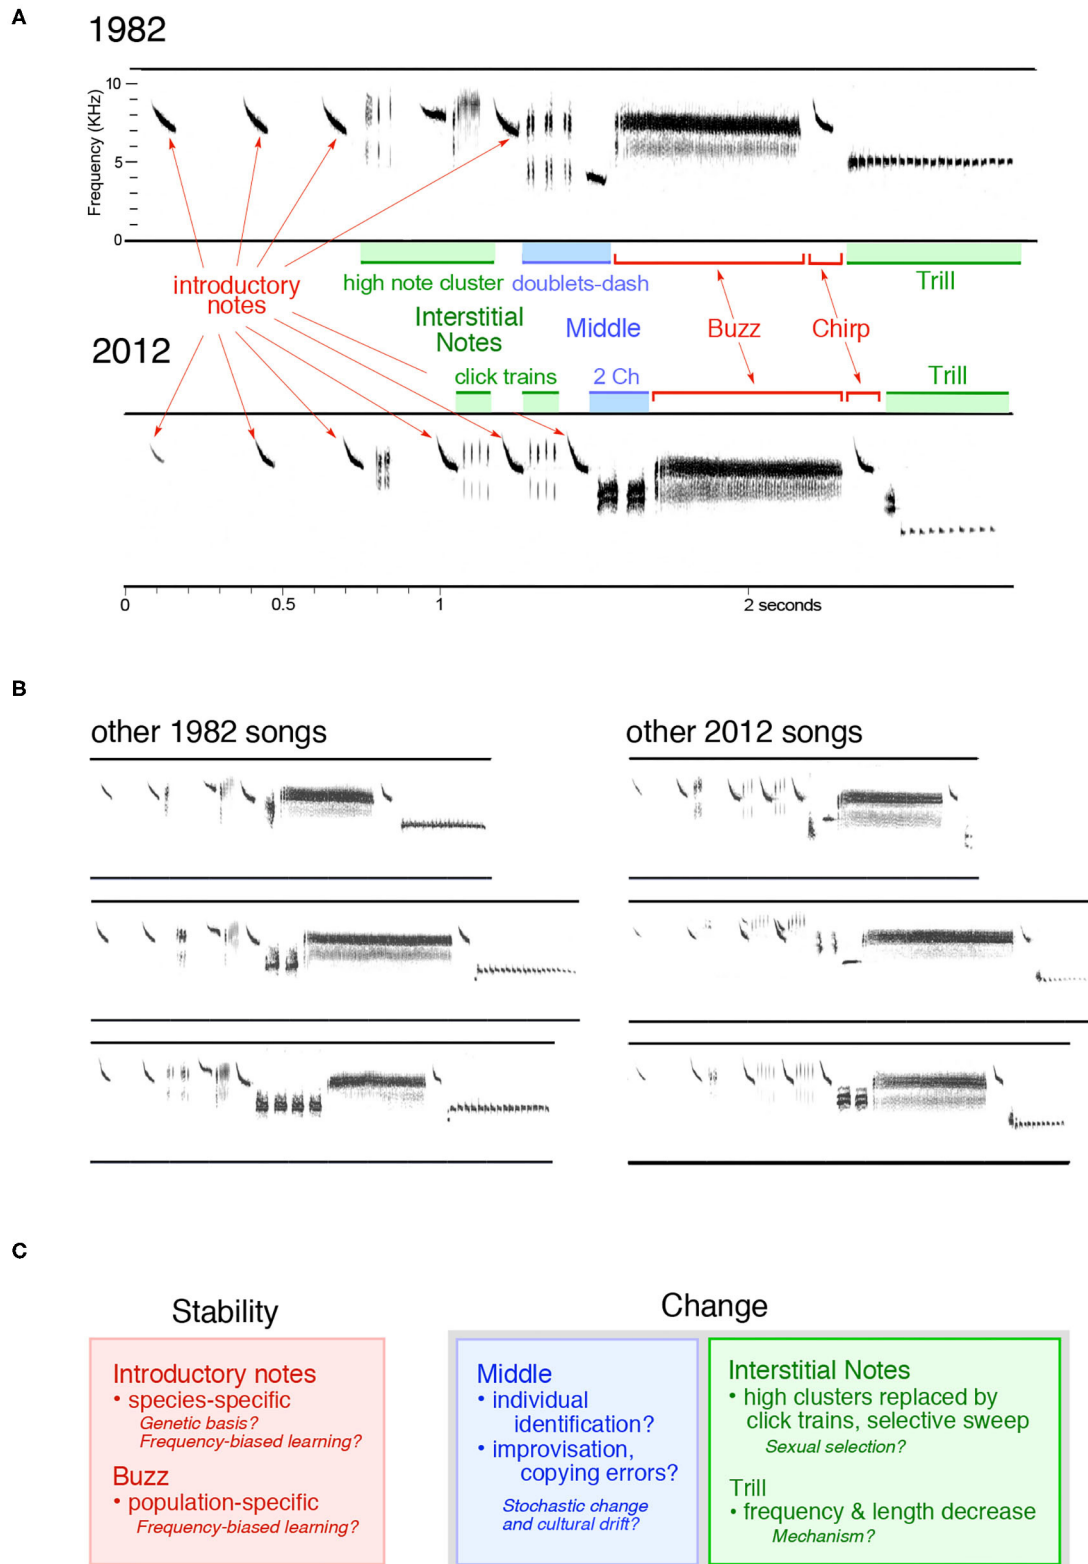 A
1982
10
5
0
Frequency (KHz)
introductory
notes
high note cluster
doublets-dash
Interstitial
Notes
Middle
Buzz
Chirp
Trill
2012
click trains
2 Ch
Trill
0
0.5
1
2 seconds
B
other 1982 songs
other 2012 songs
C
Stability
Introductory notes
• species-specific
Genetic basis?
Frequency-biased learning?
Buzz
• population-specific
Frequency-biased learning?
Change
Middle
• individual
identification?
• improvisation,
copying errors?
Stochastic change
and cultural drift?
Interstitial Notes
• high clusters replaced by
click trains, selective sweep
Sexual selection?
Trill
• frequency & length decrease
Mechanism?